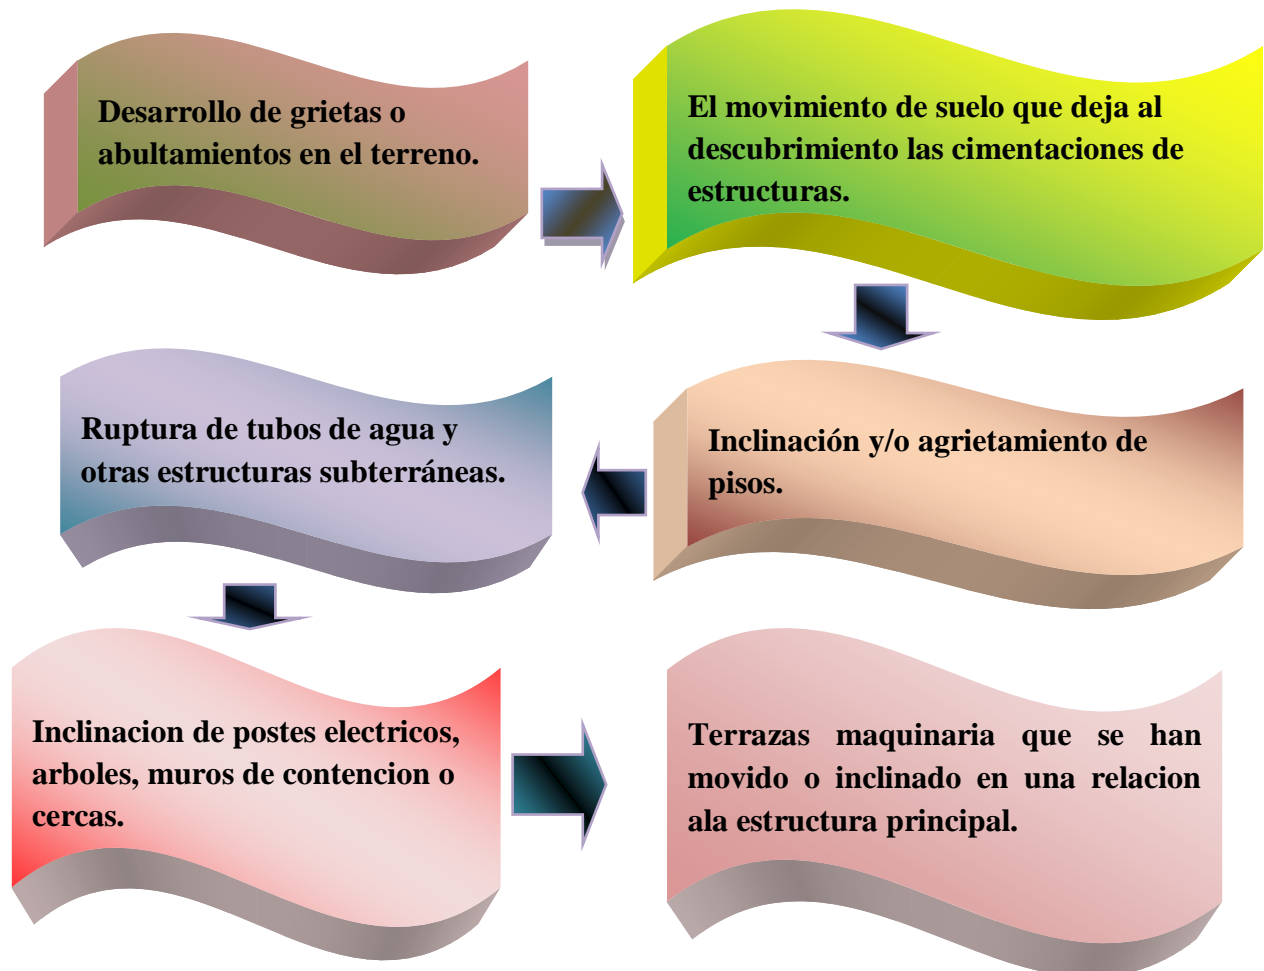 Desarrollo de grietas o
abultamientos en el terreno.
El movimiento de suelo que deja al
descubrimiento las cimentaciones de
estructuras.
Inclinación y/o agrietamiento de
pisos.
Ruptura de tubos de agua y
otras estructuras subterráneas.
Inclinacion de postes electricos,
arboles, muros de contencion o
cercas.
Terrazas maquinaria que se han
movido o inclinado en una relacion
ala estructura principal.